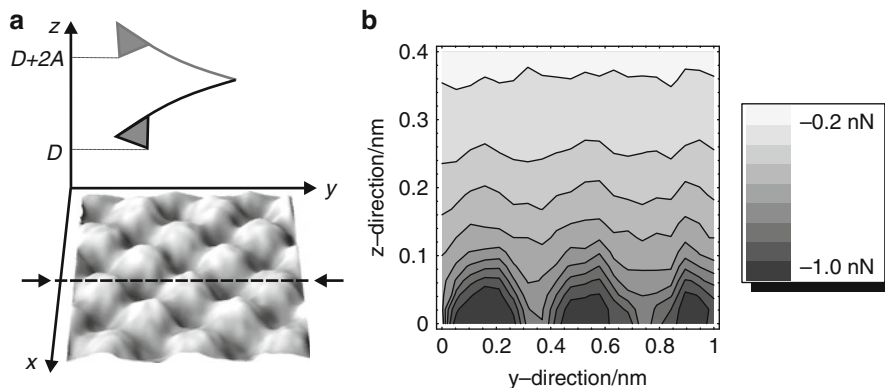 a
z
D+2A
D
y
x
b
z–direction/nm
0.4
0.3
0.2
0.1
0
0 0.2 0.4 0.6 0.8 1
y–direction/nm
–0.2 nN
–1.0 nN